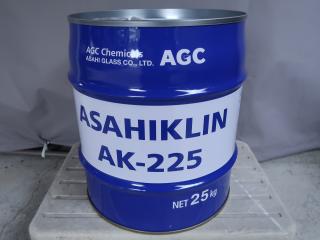 AGC Chemicals
ASAHI GLASS CO., LTD.
AGC
ASAHIKLIN
AK-225
NET 25kg